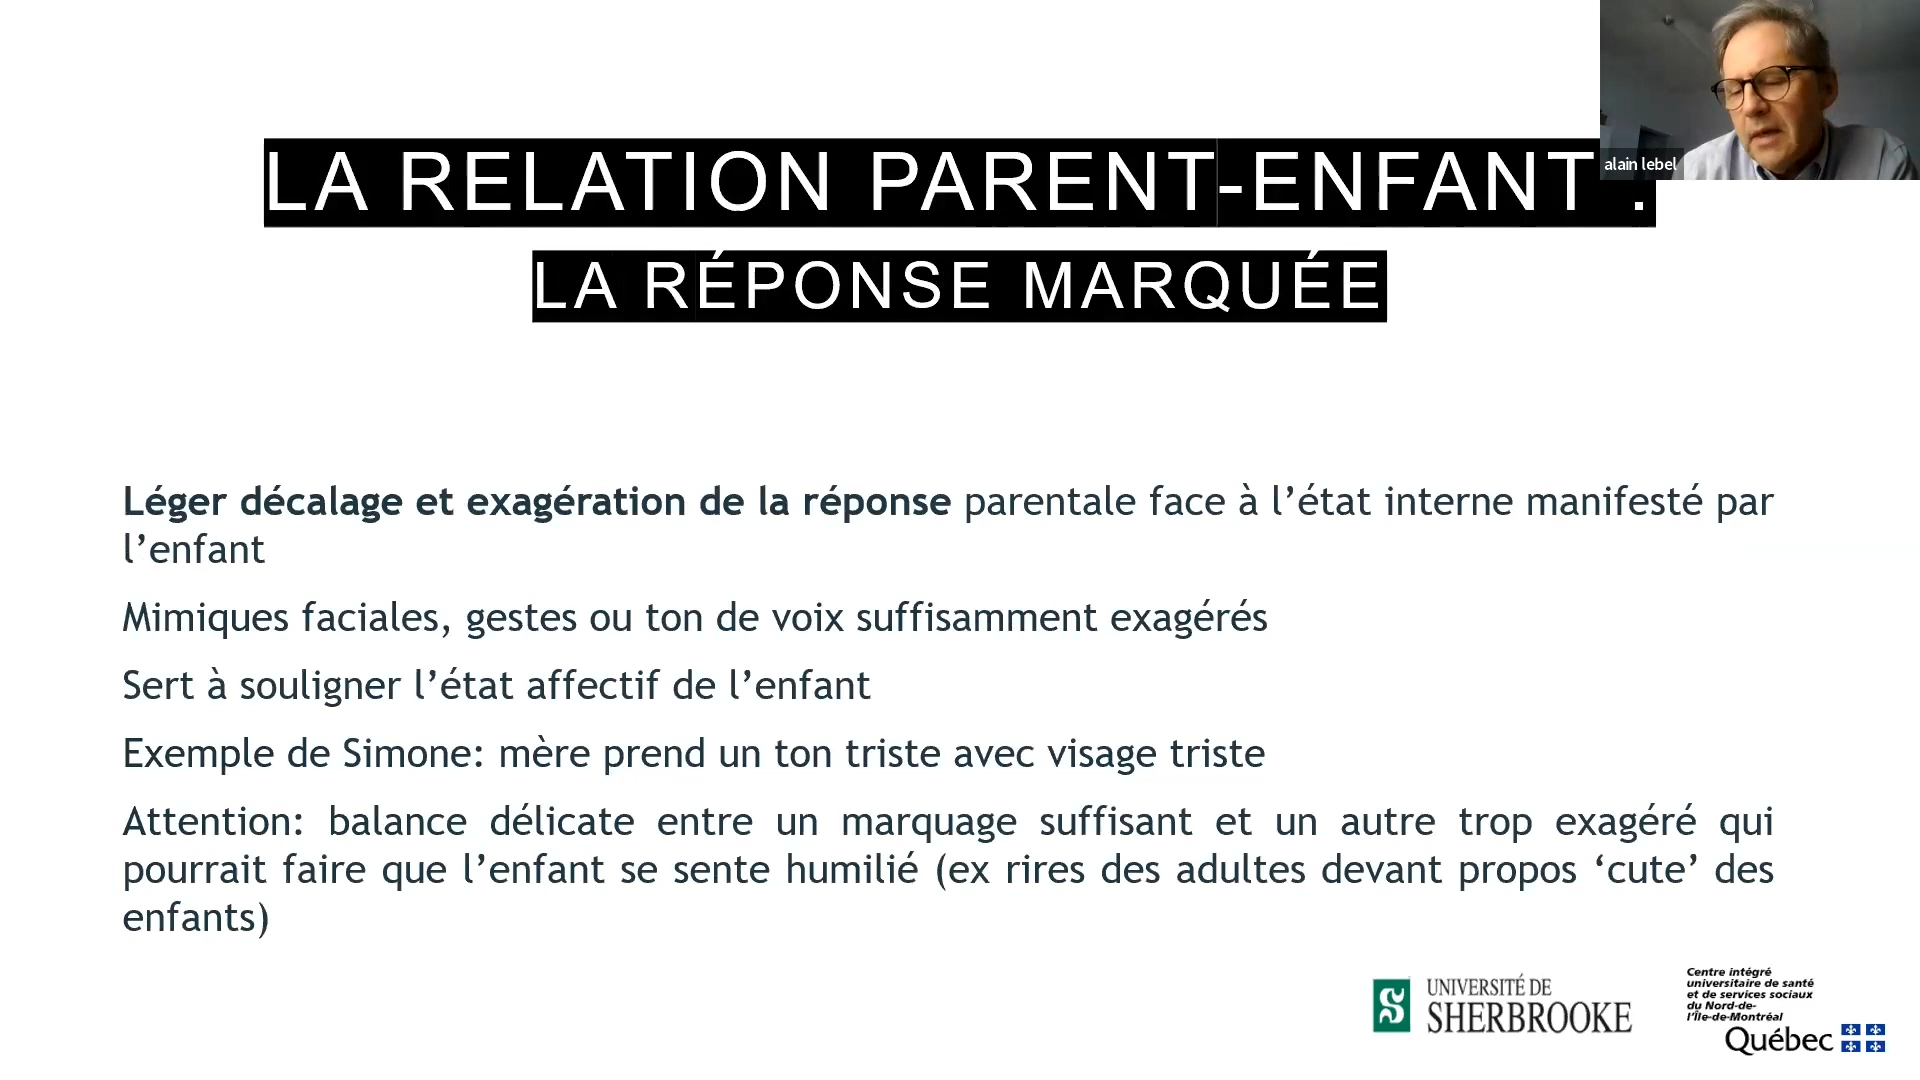 LA RELATION PARENT-ENFANT :
LA RÉPONSE MARQUÉE
alain lebel
Léger décalage et exagération de la réponse parentale face à l’état interne manifesté par
l’enfant
Mimiques faciales, gestes ou ton de voix suffisamment exagérés
Sert à souligner l’état affectif de l’enfant
Exemple de Simone: mère prend un ton triste avec visage triste
Attention: balance délicate entre un marquage suffisant et un autre trop exagéré qui
pourrait faire que l’enfant se sente humilié (ex rires des adultes devant propos ‘cute’ des
enfants)
UNIVERSITÉ DE
SHERBROOKE
Centre intégré
universitaire de santé
et de services sociaux
du Nord-de-
l’Île-de-Montréal
Québec